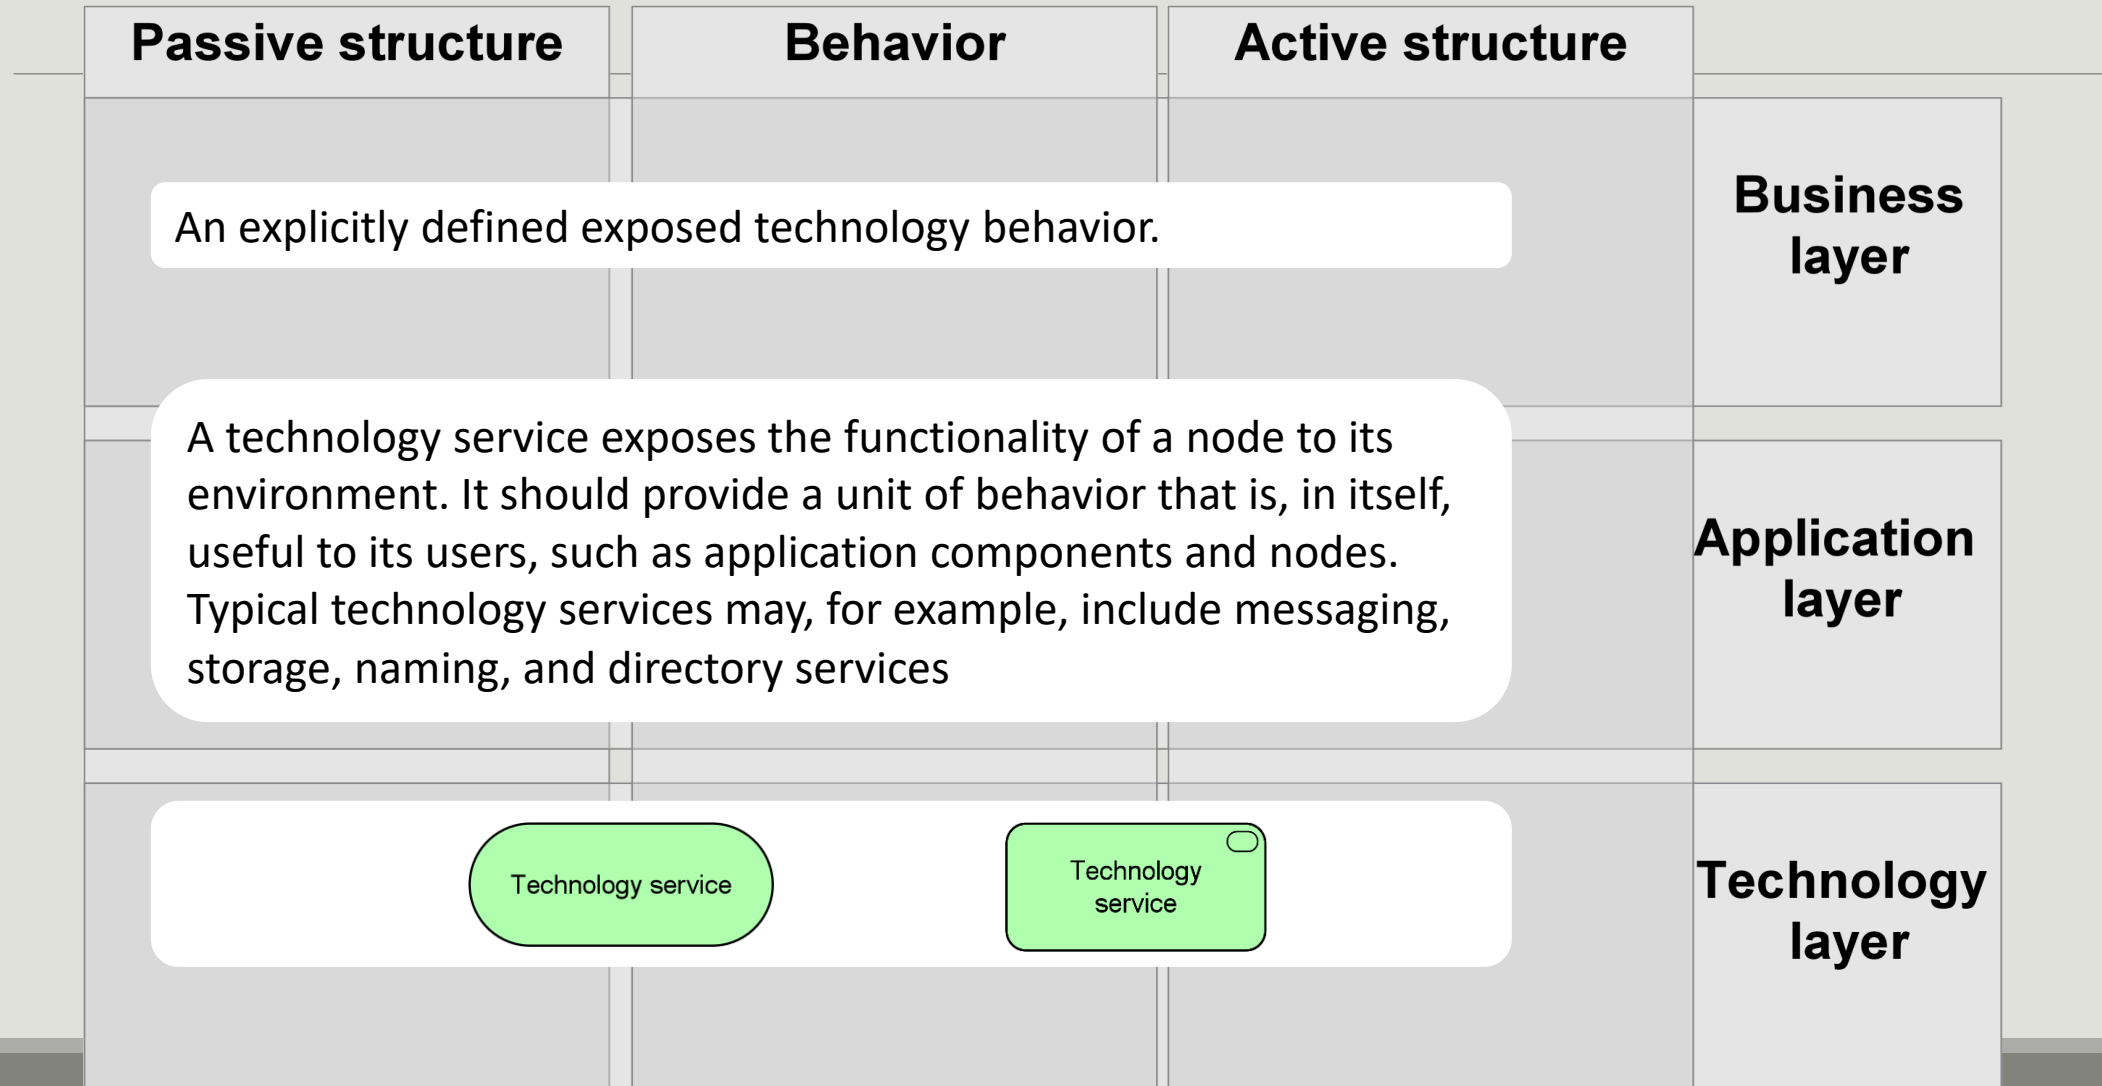 Passive structure
Behavior
Active structure
An explicitly defined exposed technology behavior.
Business
layer
A technology service exposes the functionality of a node to its
environment. It should provide a unit of behavior that is, in itself,
useful to its users, such as application components and nodes.
Typical technology services may, for example, include messaging,
storage, naming, and directory services
Application
layer
Technology service
Technology
service
Technology
layer